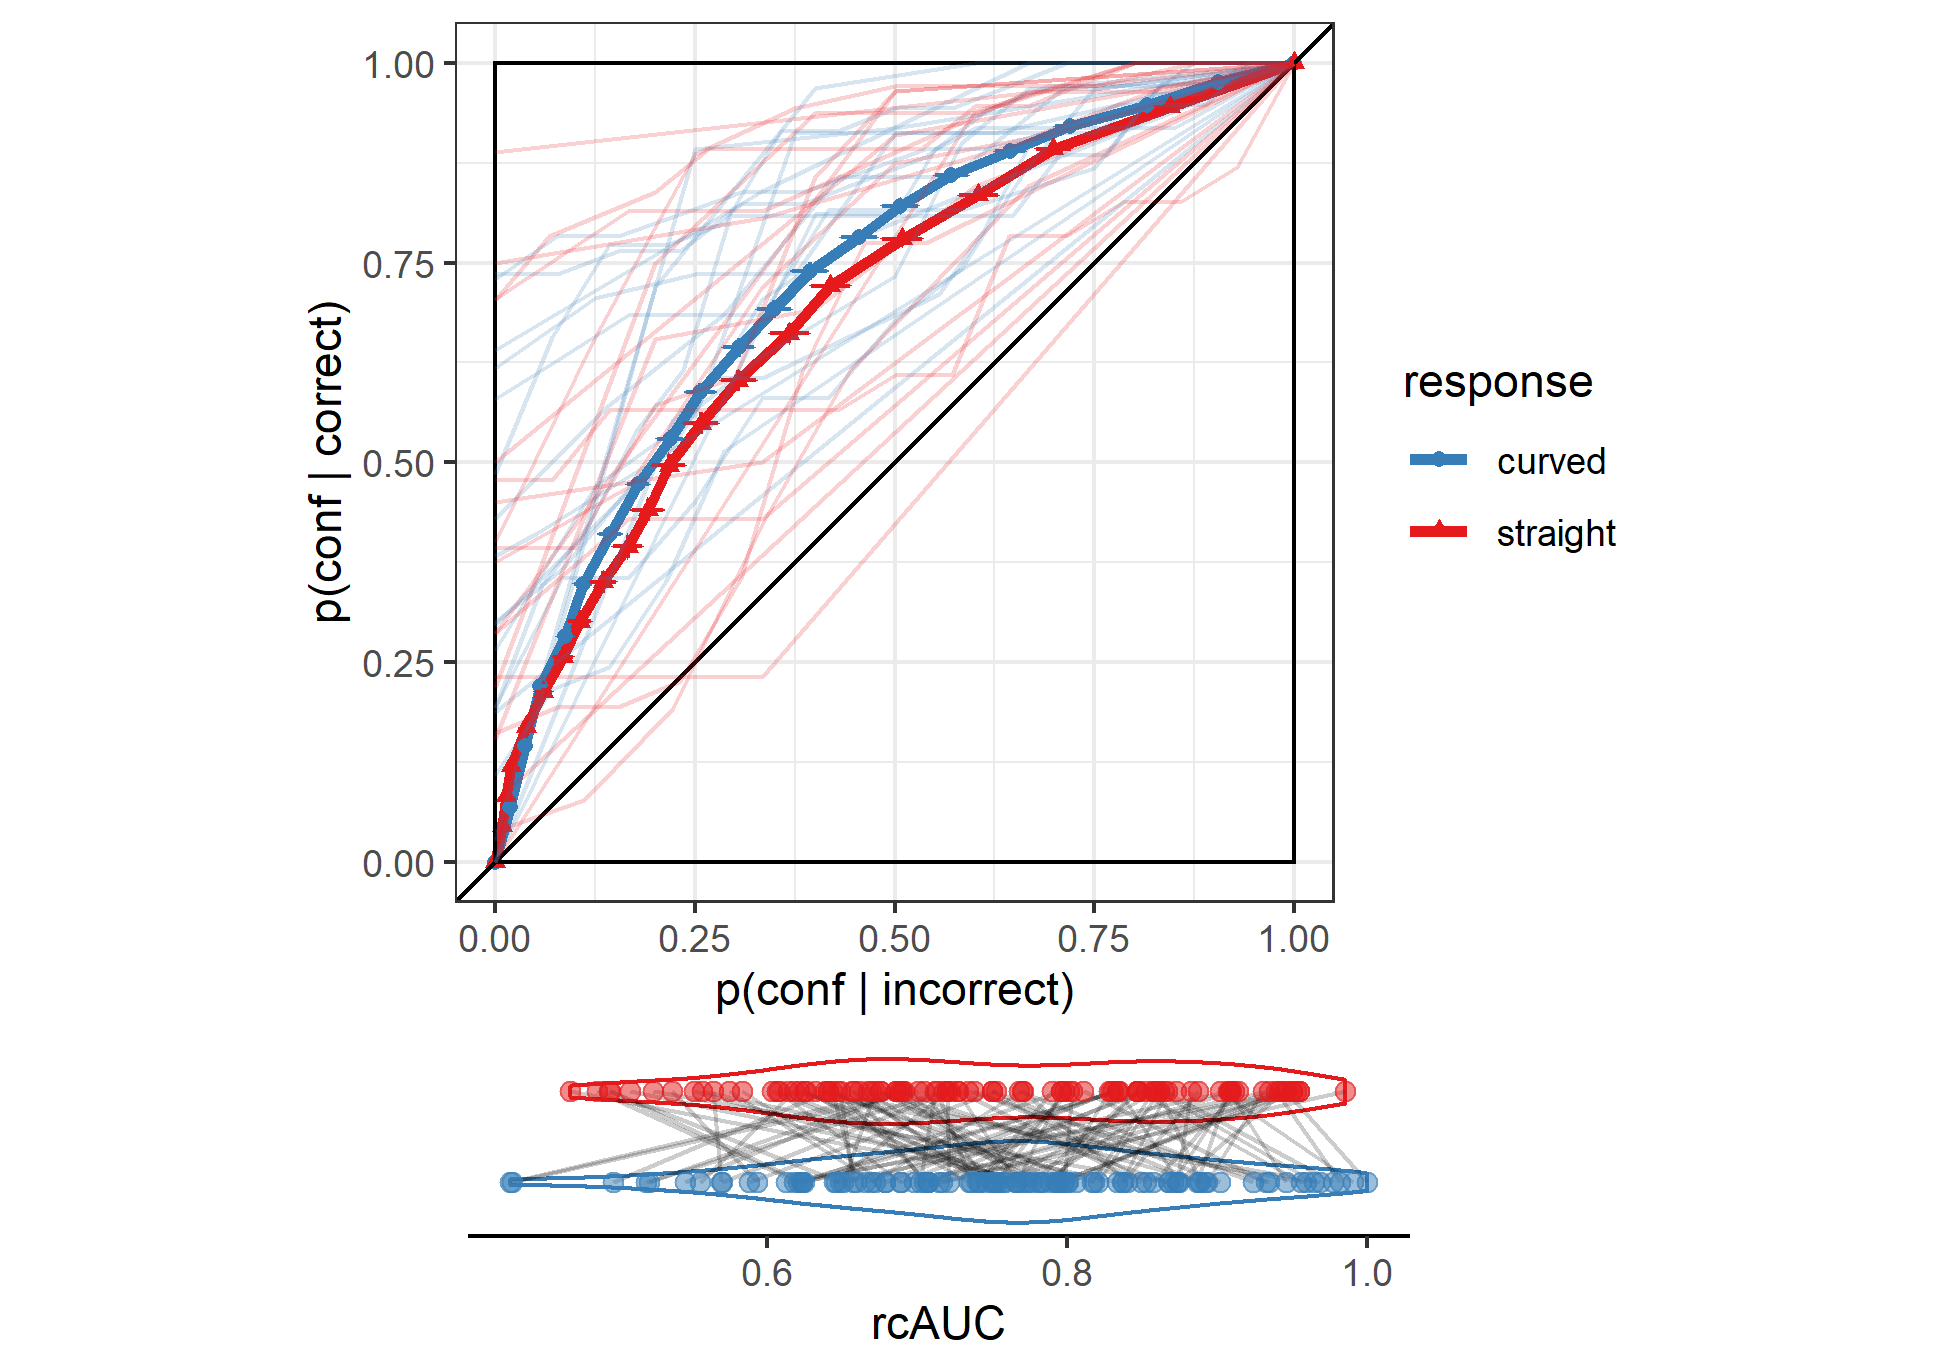 1.00
0.75
0.50
0.25
0.00
p(conf | correct)
0.00 0.25 0.50 0.75 1.00
p(conf | incorrect)
response
curved
straight
0.6 0.8 1.0
rcAUC